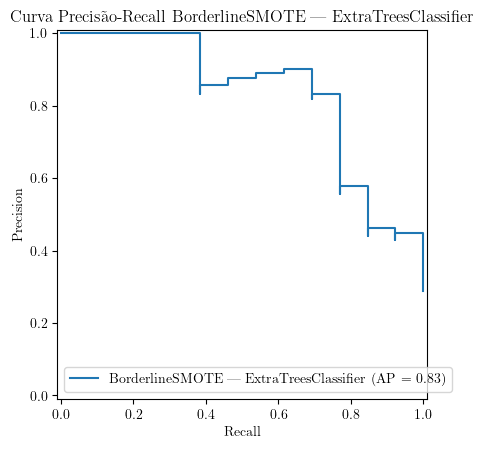 Curva Precisão-Recall BorderlineSMOTE — ExtraTreesClassifier
1.0
0.8
0.6
0.4
0.2
0.0
Precision
BorderlineSMOTE — ExtraTreesClassifier (AP = 0.83)
0.0 0.2 0.4 0.6 0.8 1.0
Recall